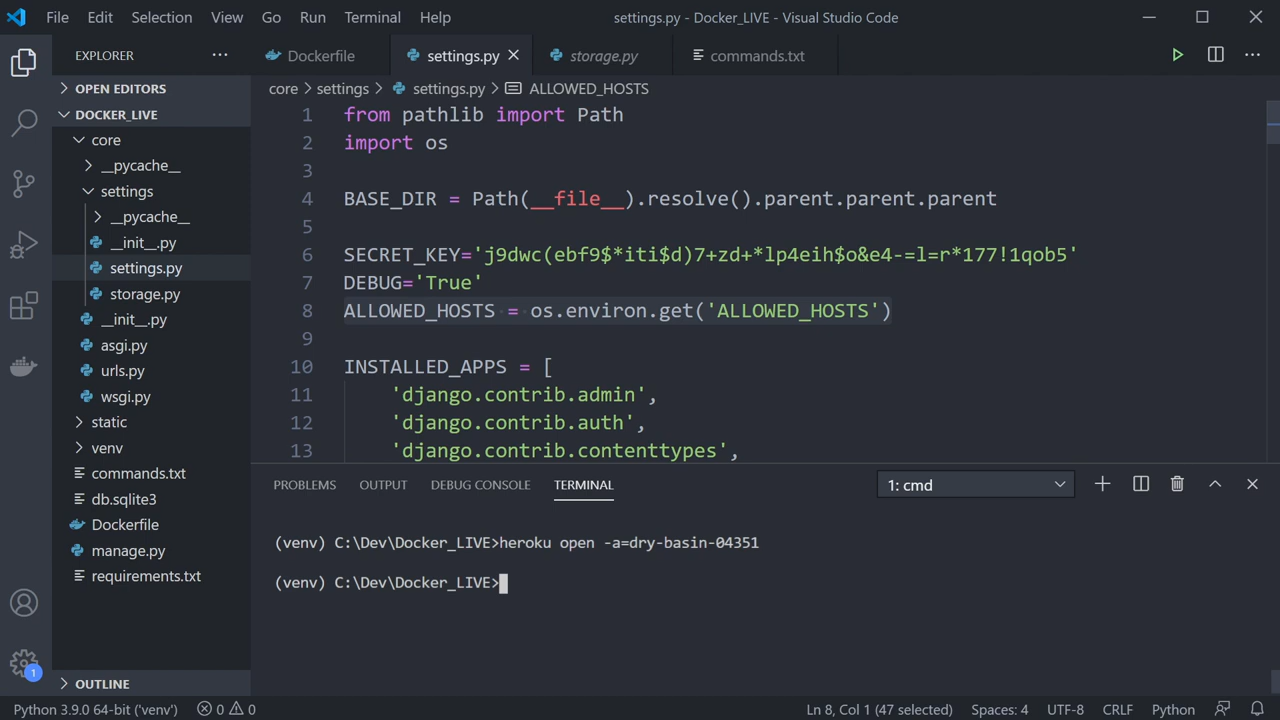 File Edit Selection View Go Run Terminal Help settings.py - Docker_LIVE - Visual Studio Code
EXPLORER
OPEN EDITORS
DOCKER_LIVE
core
__pycache__
settings
__pycache__
__init__.py
settings.py
storage.py
__init__.py
asgi.py
urls.py
wsgi.py
static
venv
commands.txt
db.sqlite3
Dockerfile
manage.py
requirements.txt
OUTLINE
Dockerfile settings.py storage.py commands.txt
core settings settings.py ALLOWED_HOSTS
1 from pathlib import Path
2 import os
3
4 BASE_DIR = Path(__file__).resolve().parent.parent.parent
5
6 SECRET_KEY='j9dwc(ebf9$*iti$d)7+zd+*lp4eih$o&e4-=l=r*177!1qob5'
7 DEBUG='True'
8 ALLOWED_HOSTS = os.environ.get('ALLOWED_HOSTS')
9
10 INSTALLED_APPS = [
11 'django.contrib.admin',
12 'django.contrib.auth',
13 'django.contrib.contenttypes',
PROBLEMS OUTPUT DEBUG CONSOLE TERMINAL 1: cmd
(venv) C:\Dev\Docker_LIVE>heroku open -a=dry-basin-04351
(venv) C:\Dev\Docker_LIVE>
1
Python 3.9.0 64-bit ('venv') 0 0 Ln 8, Col 1 (47 selected) Spaces: 4 UTF-8 CRLF Python